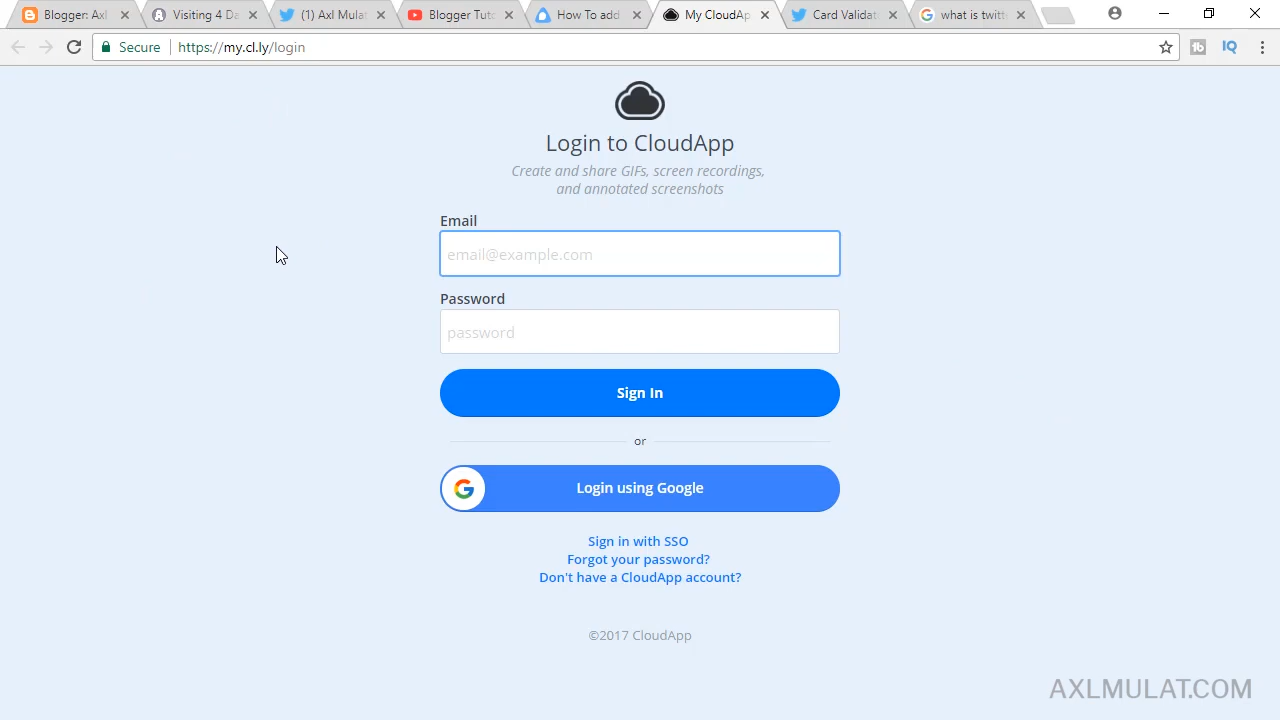 Blogger: Axl
Visiting 4 Da
(1) Axl Mulat
Blogger Tuto
How To add
My CloudAp
Card Validat
what is twitt
Secure
https://my.cl.ly/login
Login to CloudApp
Create and share GIFs, screen recordings,
and annotated screenshots
Email
email@example.com
Password
password
Sign In
or
Login using Google
Sign in with SSO
Forgot your password?
Don't have a CloudApp account?
©2017 CloudApp
AXLMULAT.COM